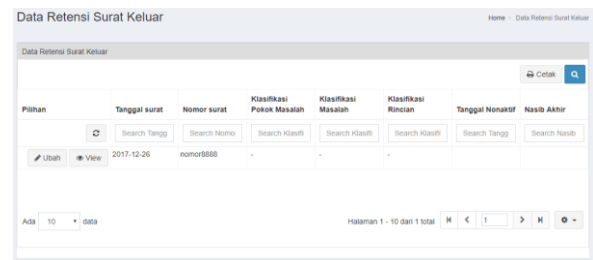 Data Retensi Surat Keluar
Home - Data Retensi Surat Keluar
Data Retensi Surat Keluar
Cetak
Pilihan Tanggal surat Nomor surat Klasifikasi Pokok Masalah Klasifikasi Masalah Klasifikasi Rincian Tanggal Nonaktif Nasib Akhir
Search Tangg Search Nomo Search Klasifi Search Klasifi Search Klasifi Search Tangg Search Nasib
Ubah View 2017-12-26 nomor8888 - - -
Ada 10 data Halaman 1 - 10 dari 1 total 1